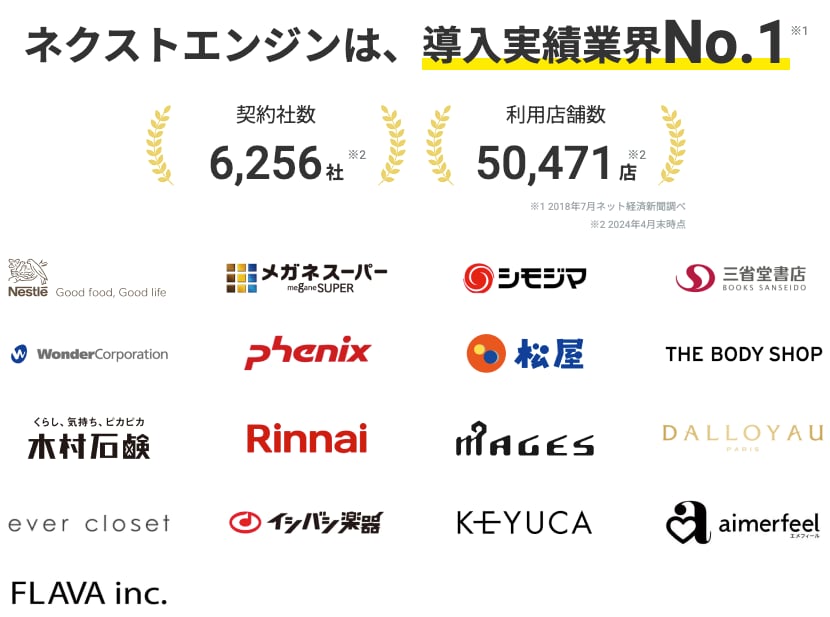 ネクストエンジンは、導入実績業界No.1 ※1
契約社数
6,256社 ※2
利用店舗数
50,471店 ※2
※1 2018年7月ネット経済新聞調べ
※2 2024年4月末時点
Nestlē Good food, Good life
メガネスーパー
meganeSUPER
シモジマ
三省堂書店
BOOKS SANSEIDO
WonderCorporation
phenix
松屋
THE BODY SHOP
くらし、気持ち、ピカピカ
木村石鹸
Rinnai
MAGES
DALLOYAU
PARIS
ever closet
イシバシ楽器
KEYUCA
a aimerfeel
エメフィール
FLAVA inc.